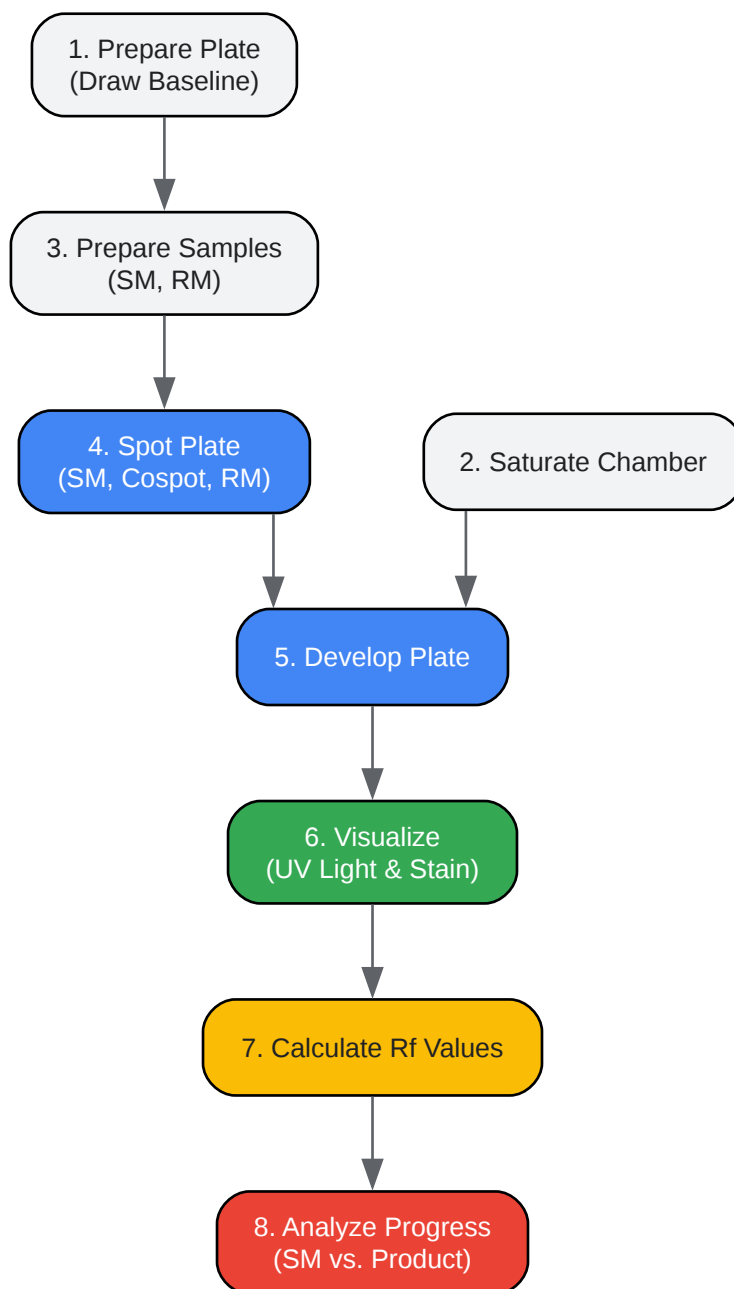 1. Prepare Plate
(Draw Baseline)
3. Prepare Samples
(SM, RM)
4. Spot Plate
(SM, Cospot, RM)
2. Saturate Chamber
5. Develop Plate
6. Visualize
(UV Light & Stain)
7. Calculate Rf Values
8. Analyze Progress
(SM vs. Product)